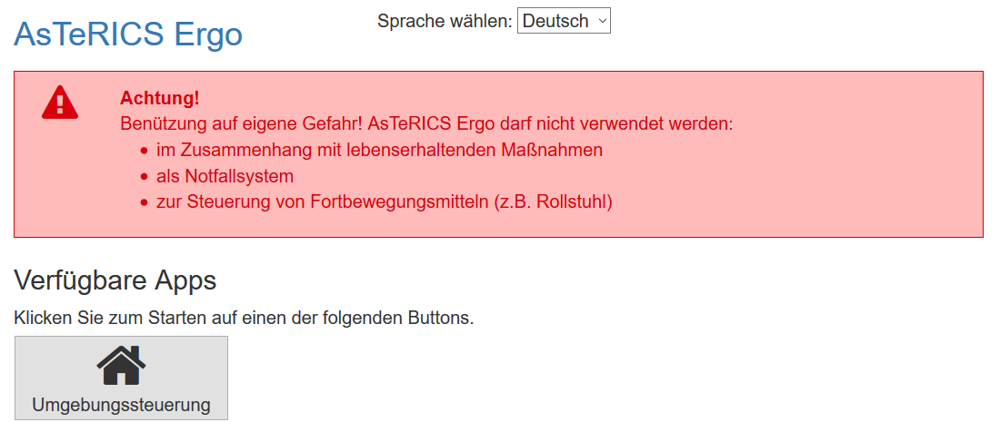 AsTeRICS Ergo
Sprache wählen: Deutsch
Achtung!
Benützung auf eigene Gefahr! AsTeRICS Ergo darf nicht verwendet werden:
• im Zusammenhang mit lebenserhaltenden Maßnahmen
• als Notfallsystem
• zur Steuerung von Fortbewegungsmitteln (z.B. Rollstuhl)
Verfügbare Apps
Klicken Sie zum Starten auf einen der folgenden Buttons.
Umgebungssteuerung